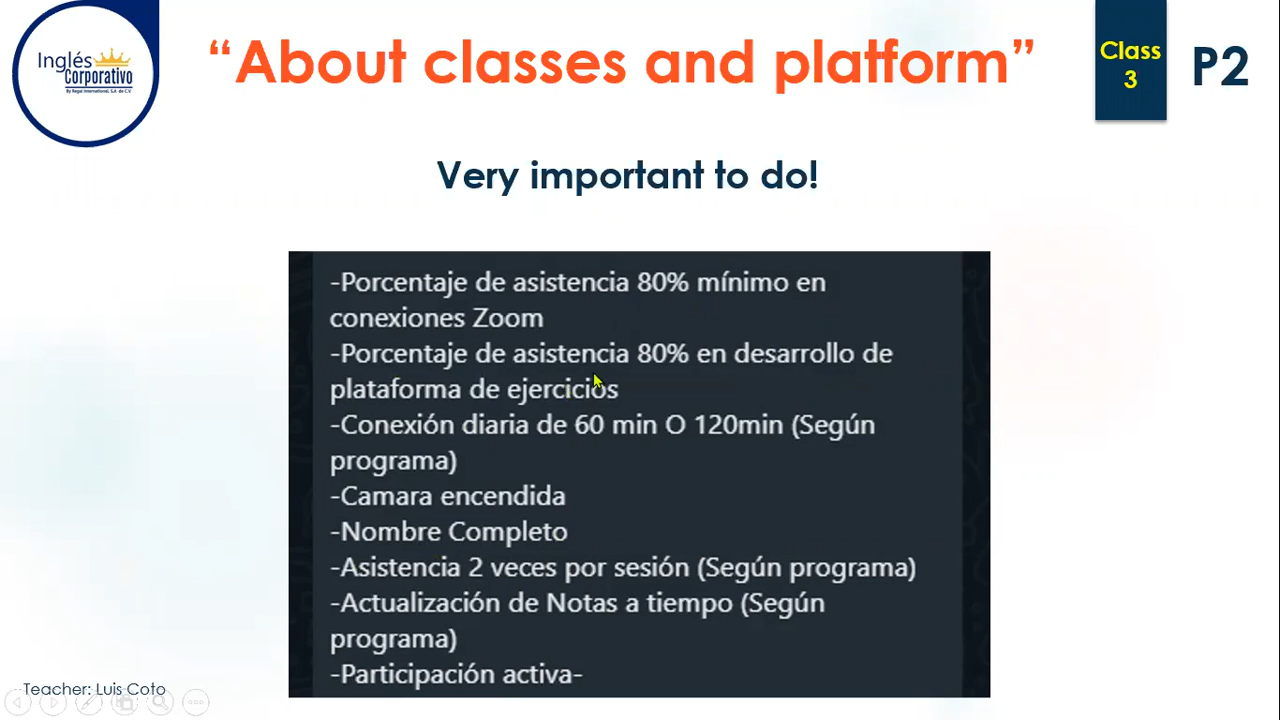 Inglés
Corporativo
By Regal International, S.A. de C.V.
“About classes and platform”
Class
3
P2
Very important to do!
-Porcentaje de asistencia 80% mínimo en
conexiones Zoom
-Porcentaje de asistencia 80% en desarrollo de
plataforma de ejercicios
-Conexión diaria de 60 min O 120min (Según
programa)
-Camara encendida
-Nombre Completo
-Asistencia 2 veces por sesión (Según programa)
-Actualización de Notas a tiempo (Según
programa)
-Participación activa-
Teacher: Luis Coto